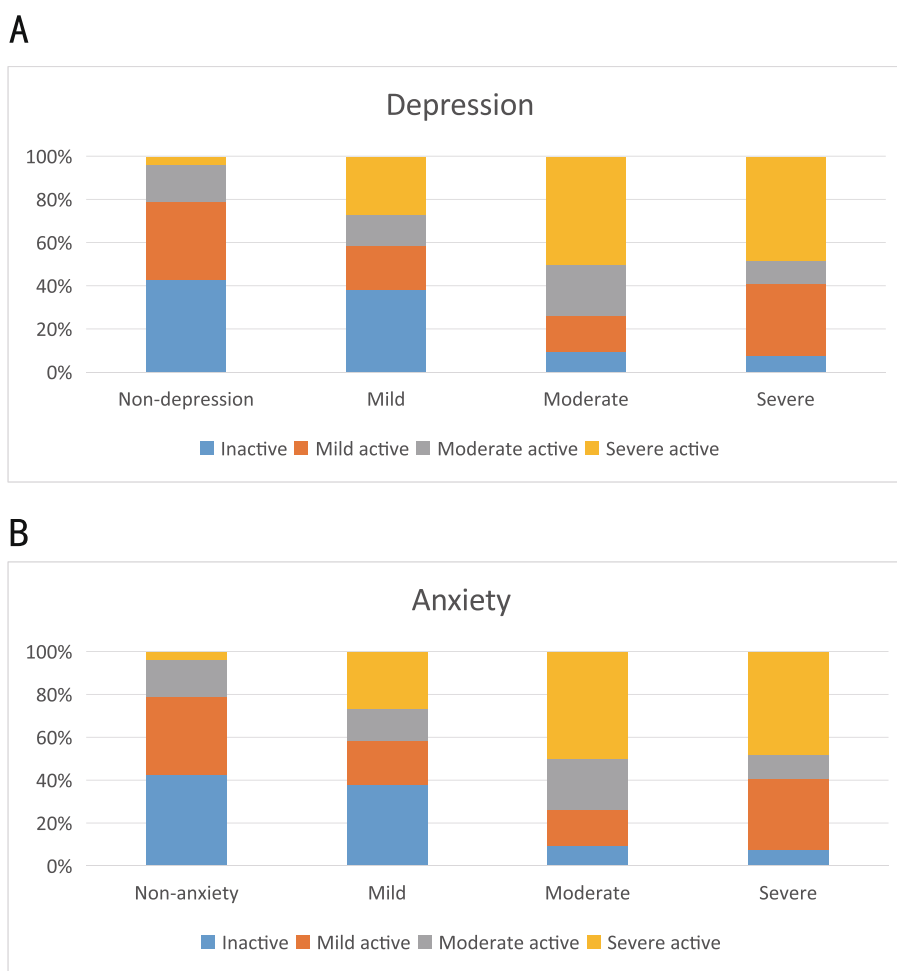 A
Depression
100%
80%
60%
40%
20%
0%
Non-depression Mild Moderate Severe
Inactive Mild active Moderate active Severe active
B
Anxiety
100%
80%
60%
40%
20%
0%
Non-anxiety Mild Moderate Severe
Inactive Mild active Moderate active Severe active